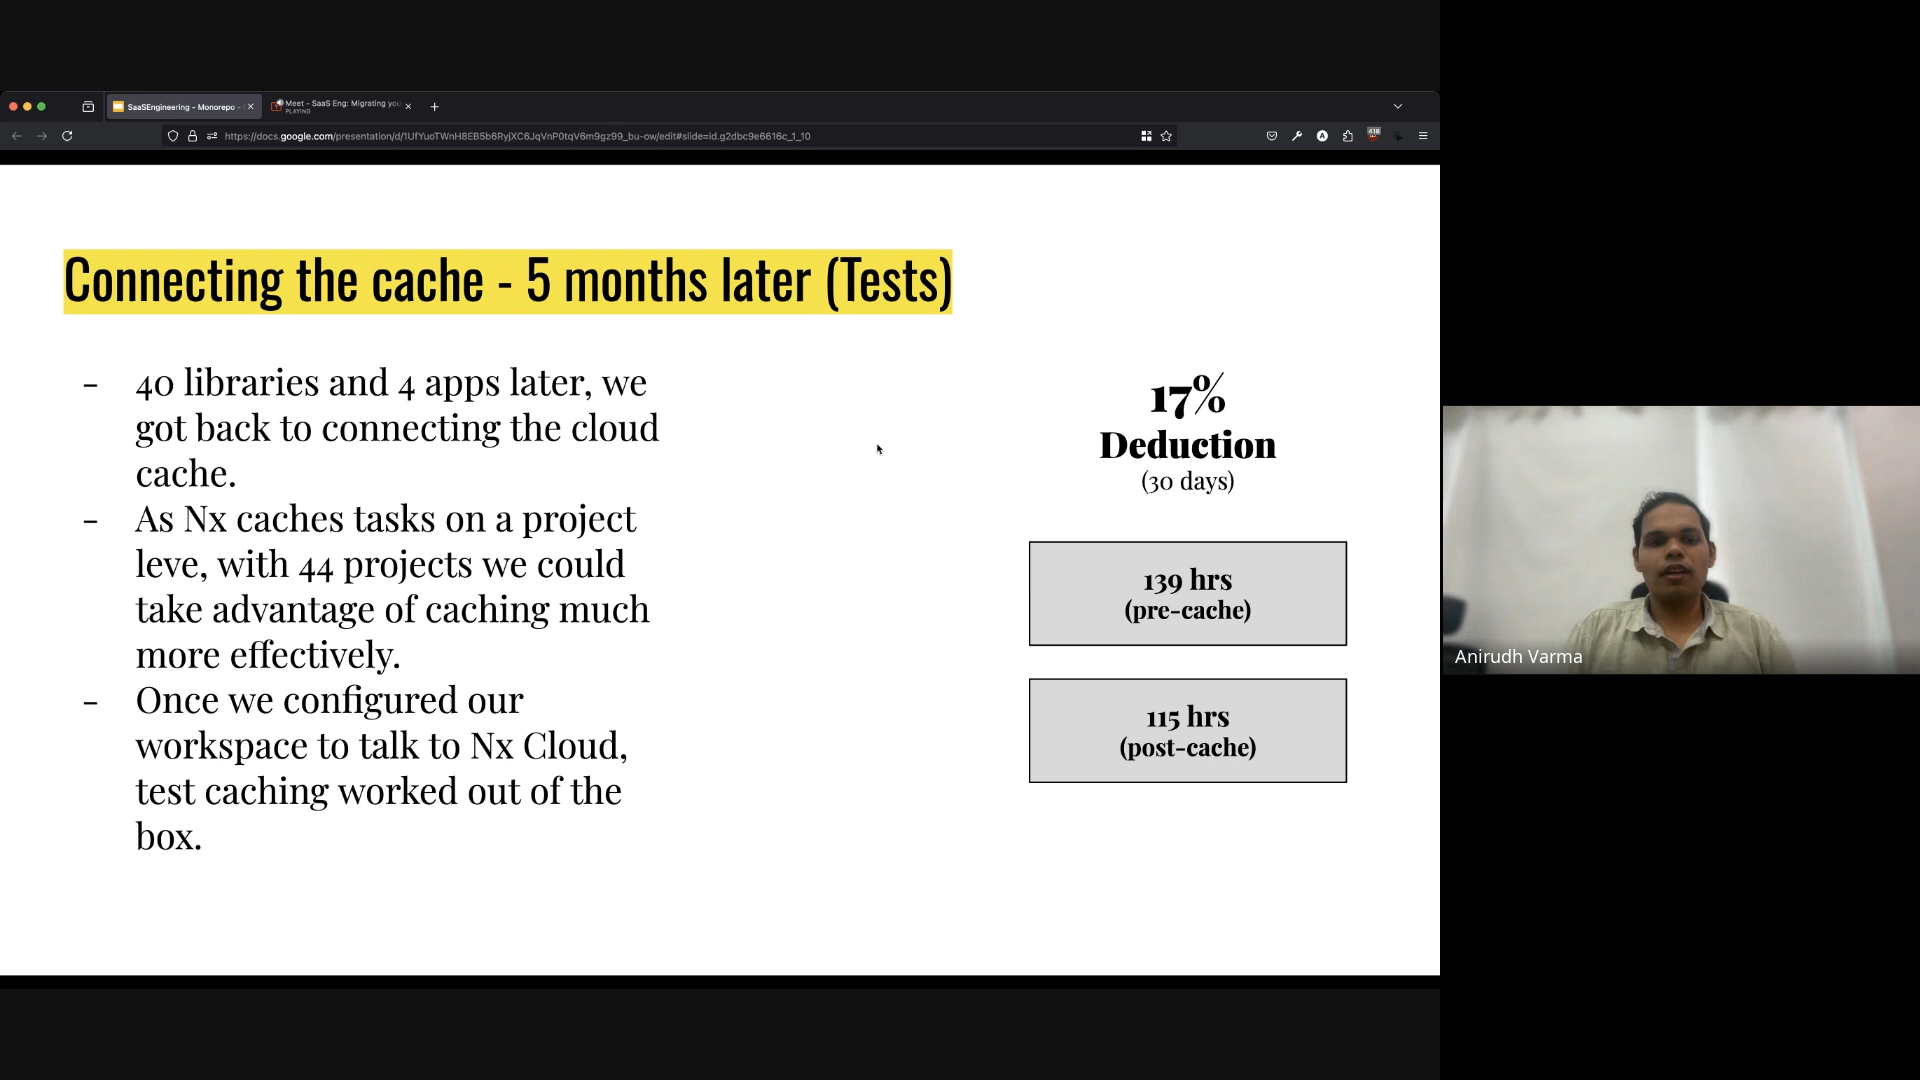 SaaSEngineering - Monorepo -
Meet - SaaS Eng: Migrating you
PLAYING
https://docs.google.com/presentation/d/1UfYuoTWnH8EB5b6RyjXC6JqVnP0tqV6m9gz99_bu-ow/edit#slide=id.g2dbc9e6616c_1_10
418
Connecting the cache - 5 months later (Tests)
- 40 libraries and 4 apps later, we
got back to connecting the cloud
cache.
- As Nx caches tasks on a project
leve, with 44 projects we could
take advantage of caching much
more effectively.
- Once we configured our
workspace to talk to Nx Cloud,
test caching worked out of the
box.
17%
Deduction
(30 days)
139 hrs
(pre-cache)
115 hrs
(post-cache)
Anirudh Varma